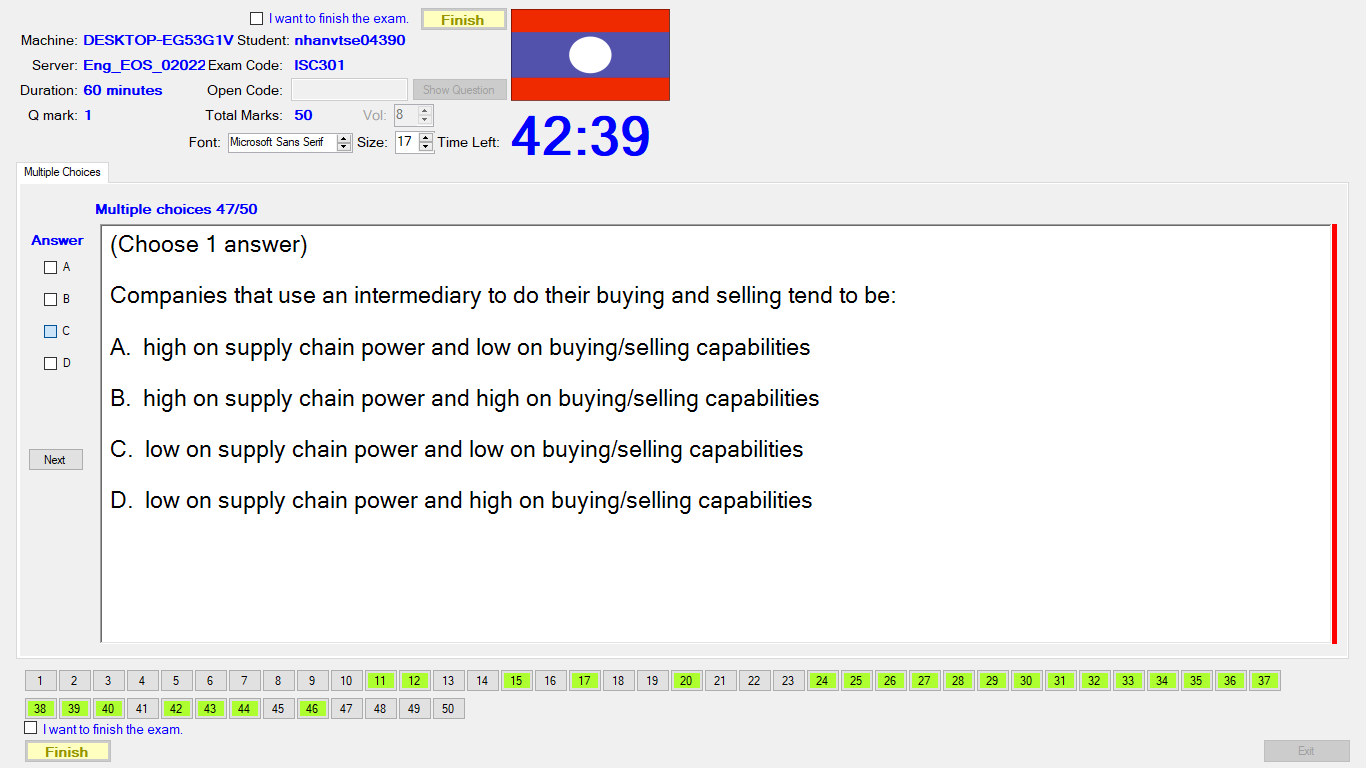 I want to finish the exam.
Finish
Machine: DESKTOP-EG53G1V Student: nhanvtse04390
Server: Eng_EOS_02022 Exam Code: ISC301
Duration: 60 minutes Open Code: Show Question
Q mark: 1 Total Marks: 50 Vol: 8
Font: Microsoft Sans Serif Size: 17 Time Left: 42:39
Multiple Choices
Multiple choices 47/50
Answer
A
B
C
D
Next
(Choose 1 answer)
Companies that use an intermediary to do their buying and selling tend to be:
A. high on supply chain power and low on buying/selling capabilities
B. high on supply chain power and high on buying/selling capabilities
C. low on supply chain power and low on buying/selling capabilities
D. low on supply chain power and high on buying/selling capabilities
1 2 3 4 5 6 7 8 9 10 11 12 13 14 15 16 17 18 19 20 21 22 23 24 25 26 27 28 29 30 31 32 33 34 35 36 37
38 39 40 41 42 43 44 45 46 47 48 49 50
I want to finish the exam.
Finish
Exit